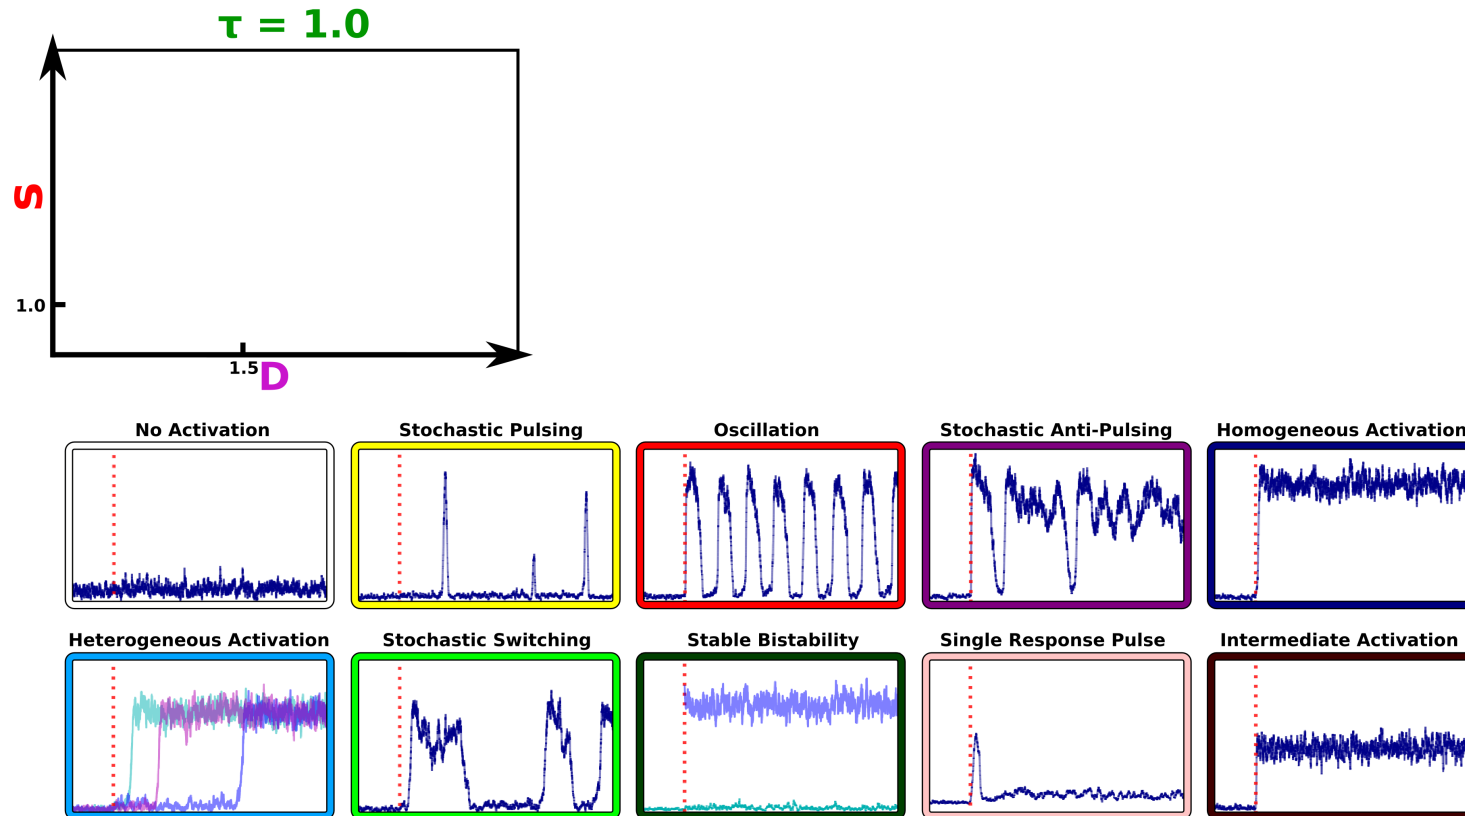 τ = 1.0
S
1.0
1.5
D
No Activation
Stochastic Pulsing
Oscillation
Stochastic Anti-Pulsing
Homogeneous Activation
Heterogeneous Activation
Stochastic Switching
Stable Bistability
Single Response Pulse
Intermediate Activation